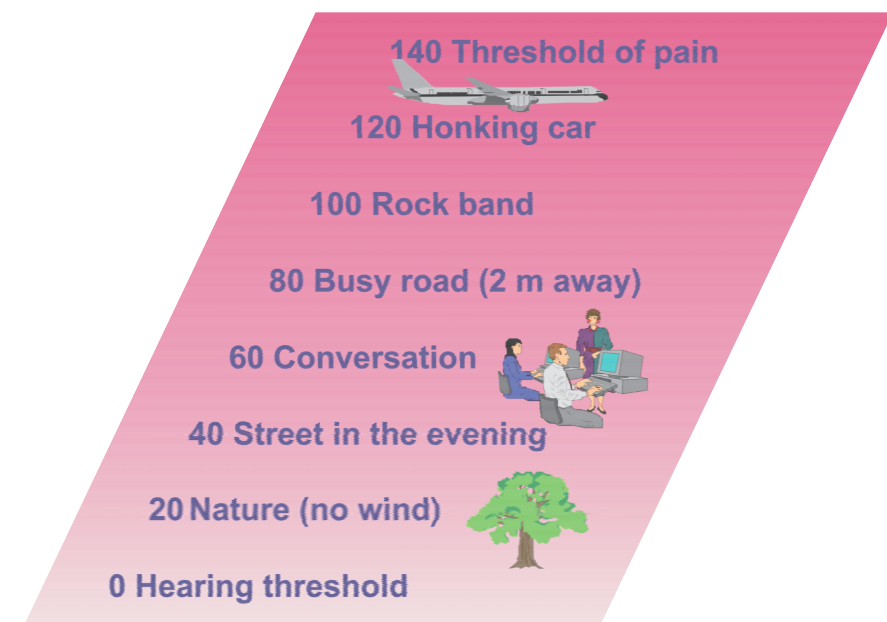 140 Threshold of pain
120 Honking car
100 Rock band
80 Busy road (2 m away)
60 Conversation
40 Street in the evening
20 Nature (no wind)
0 Hearing threshold